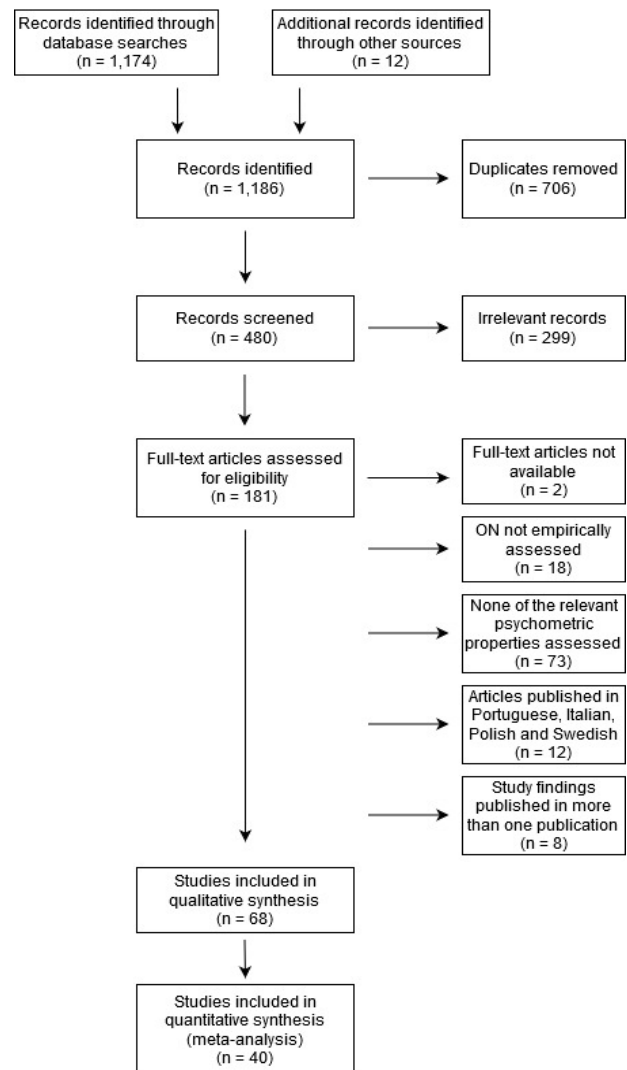 Records identified through
database searches
(n = 1,174)
Additional records identified
through other sources
(n = 12)
Records identified
(n = 1,186)
Duplicates removed
(n = 706)
Records screened
(n = 480)
Irrelevant records
(n = 299)
Full-text articles assessed
for eligibility
(n = 181)
Full-text articles not
available
(n = 2)
ON not empirically
assessed
(n = 18)
None of the relevant
psychometric
properties assessed
(n = 73)
Articles published in
Portuguese, Italian,
Polish and Swedish
(n = 12)
Study findings
published in more
than one publication
(n = 8)
Studies included in
qualitative synthesis
(n = 68)
Studies included in
quantitative synthesis
(meta-analysis)
(n = 40)